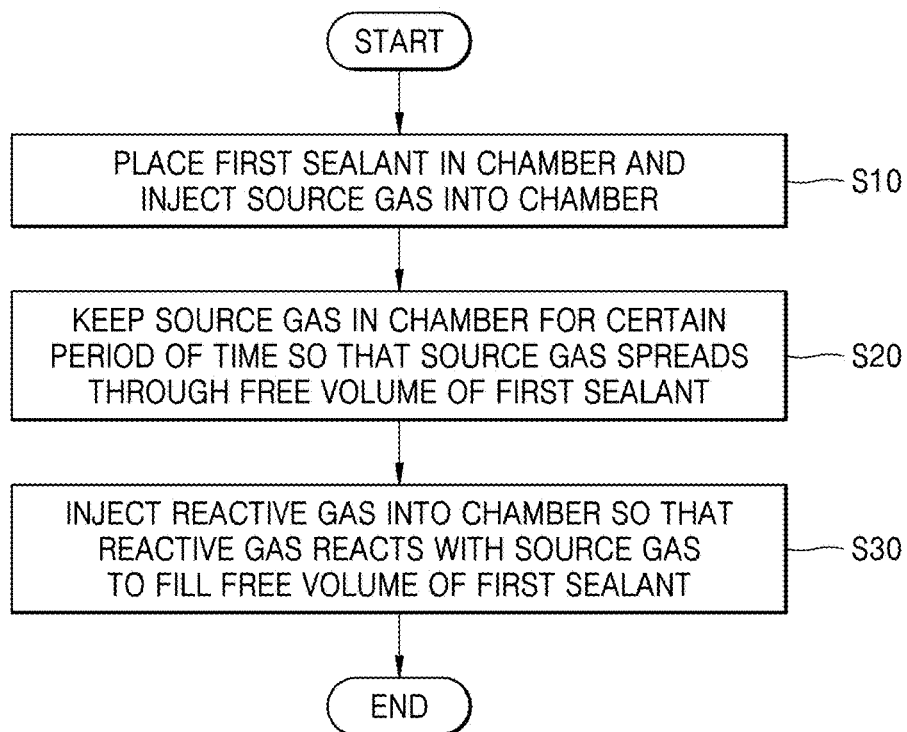 START
PLACE FIRST SEALANT IN CHAMBER AND
INJECT SOURCE GAS INTO CHAMBER
S10
KEEP SOURCE GAS IN CHAMBER FOR CERTAIN
PERIOD OF TIME SO THAT SOURCE GAS SPREADS
THROUGH FREE VOLUME OF FIRST SEALANT
S20
INJECT REACTIVE GAS INTO CHAMBER SO THAT
REACTIVE GAS REACTS WITH SOURCE GAS
TO FILL FREE VOLUME OF FIRST SEALANT
S30
END